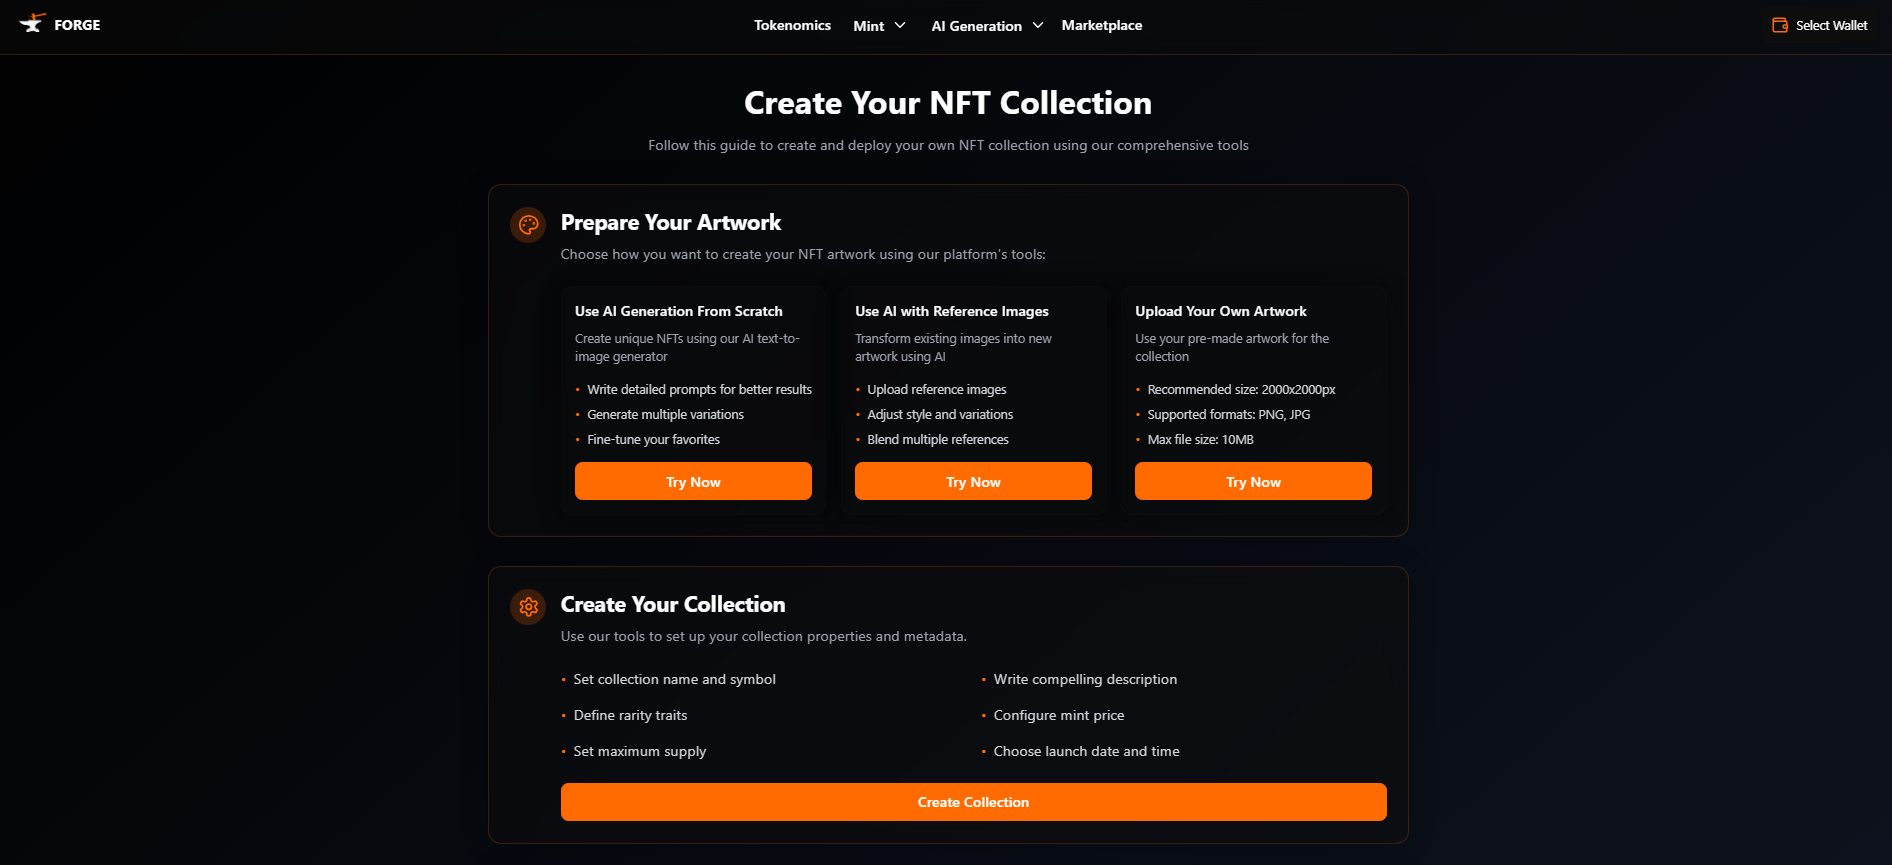 FORGE
Tokenomics
Mint
AI Generation
Marketplace
Select Wallet
Create Your NFT Collection
Follow this guide to create and deploy your own NFT collection using our comprehensive tools
Prepare Your Artwork
Choose how you want to create your NFT artwork using our platform's tools:
Use AI Generation From Scratch
Create unique NFTs using our AI text-to-
image generator
• Write detailed prompts for better results
• Generate multiple variations
• Fine-tune your favorites
Try Now
Use AI with Reference Images
Transform existing images into new
artwork using AI
• Upload reference images
• Adjust style and variations
• Blend multiple references
Try Now
Upload Your Own Artwork
Use your pre-made artwork for the
collection
• Recommended size: 2000x2000px
• Supported formats: PNG, JPG
• Max file size: 10MB
Try Now
Create Your Collection
Use our tools to set up your collection properties and metadata.
• Set collection name and symbol
• Write compelling description
• Define rarity traits
• Configure mint price
• Set maximum supply
• Choose launch date and time
Create Collection